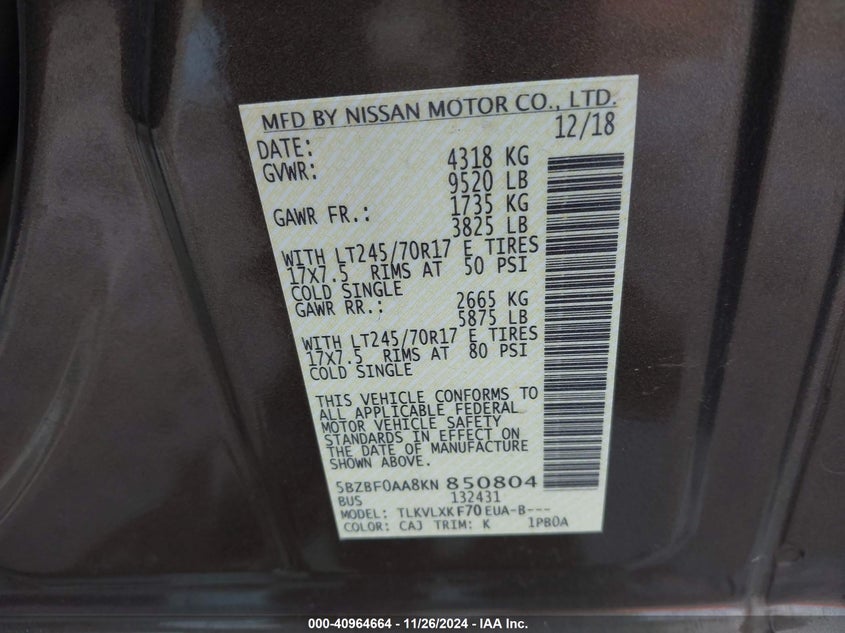 MFD BY NISSAN MOTOR CO., LTD.
DATE: 12/18
GVWR: 4318 KG
9520 LB
GAWR FR.: 1735 KG
3825 LB
WITH LT245/70R17 E TIRES
17X7.5 RIMS AT 50 PSI
COLD SINGLE
GAWR RR.: 2665 KG
5875 LB
WITH LT245/70R17 E TIRES
17X7.5 RIMS AT 80 PSI
COLD SINGLE
THIS VEHICLE CONFORMS TO
ALL APPLICABLE FEDERAL
MOTOR VEHICLE SAFETY
STANDARDS IN EFFECT ON
THE DATE OF MANUFACTURE
SHOWN ABOVE.
5BZBF0AA8KN 850804
BUS 132431
MODEL: TLKVLXK F70 EUA-B---
COLOR: CAJ TRIM: K 1PB0A
000-40964664 - 11/26/2024 - IAA Inc.